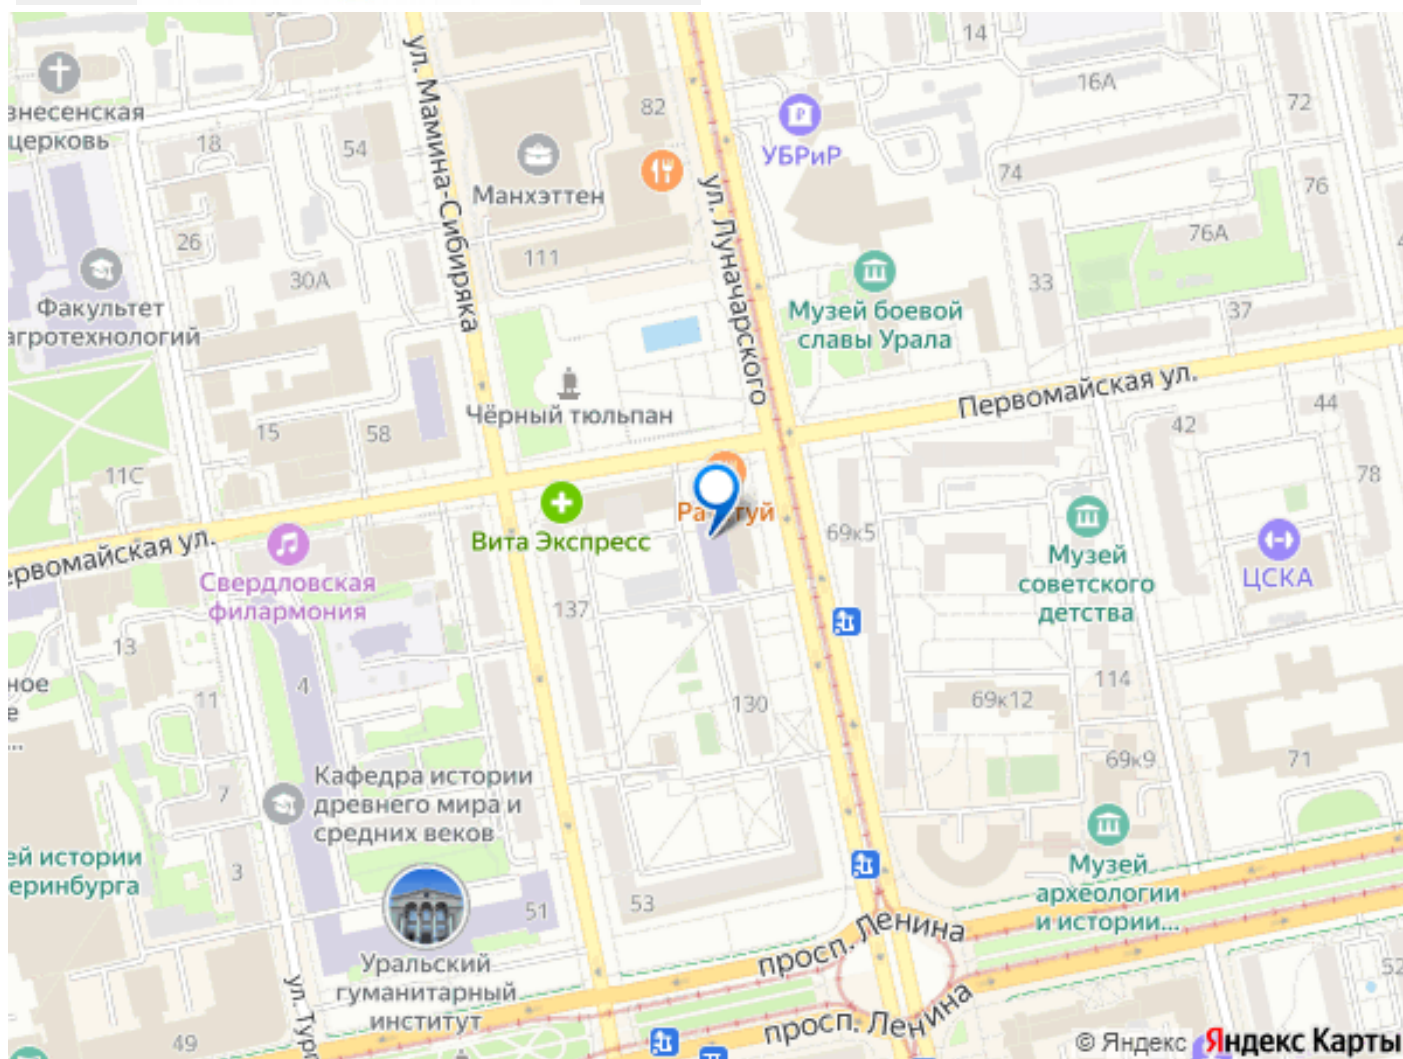 14
16А
ул. Мамина-Сибиряка
82
72
УБРиР
знесенская
церковь
18
54
Манхэттен
74
76
ул. Луначарского
26
76А
111
30А
33
Факультет
агротехнологий
Музей боевой
славы Урала
37
Первомайская ул.
Чёрный тюльпан
15
58
42
44
11С
78
Вита Экспресс
69к5
ервомайская ул.
Свердловская
филармония
Музей
советского
детства
ЦСКА
137
13
ное
е
...
4
11
130
69к12
114
69к9
71
Кафедра истории
древнего мира и
средних веков
7
ей истории
еринбурга
3
Музей
археологии
и истории...
51
53
просп. Ленина
Уральский
гуманитарный
институт
52
49
просп. Ленина
© Яндекс Яндекс Карты